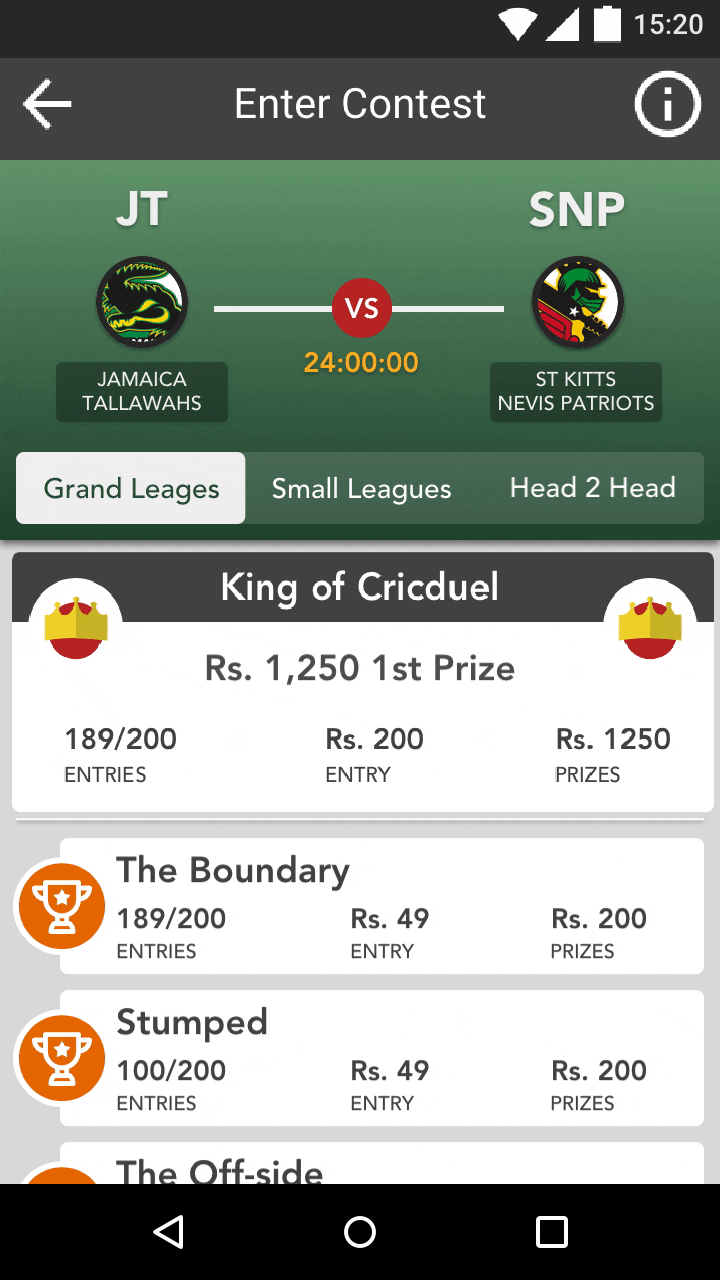 15:20
Enter Contest
JT
SNP
VS
24:00:00
JAMAICA
TALLAWAHS
ST KITTS
NEVIS PATRIOTS
Grand Leages
Small Leagues
Head 2 Head
King of Cricduel
Rs. 1,250 1st Prize
189/200
Rs. 200
Rs. 1250
ENTRIES
ENTRY
PRIZES
The Boundary
189/200
Rs. 49
Rs. 200
ENTRIES
ENTRY
PRIZES
Stumped
100/200
Rs. 49
Rs. 200
ENTRIES
ENTRY
PRIZES
The Off-side